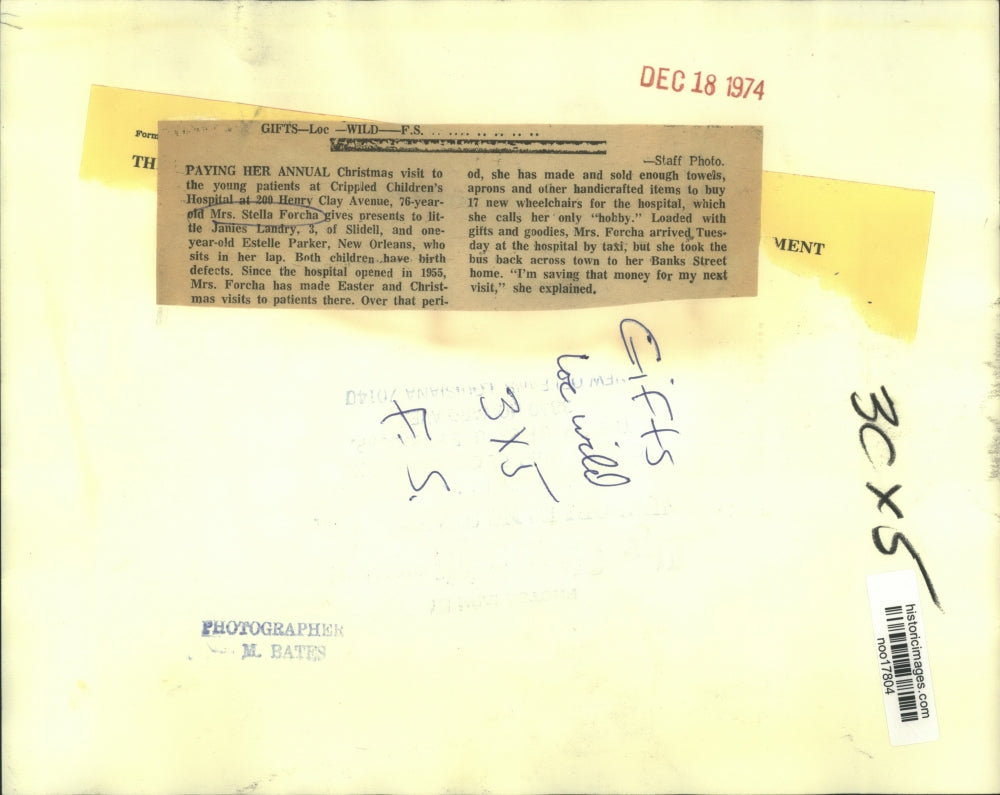 DEC 18 1974
Form
TH
MENT
GIFTS—Loc —WILD—F.S. .. .... .. .. .. ..
—Staff Photo.
PAYING HER ANNUAL Christmas visit to
the young patients at Crippled Children's
Hospital at 200 Henry Clay Avenue, 76-year-
old Mrs. Stella Forcha gives presents to lit-
tle James Landry, 3, of Slidell, and one-
year-old Estelle Parker, New Orleans, who
sits in her lap. Both children have birth
defects. Since the hospital opened in 1955,
Mrs. Forcha has made Easter and Christ-
mas visits to patients there. Over that peri-
od, she has made and sold enough towels,
aprons and other handicrafted items to buy
17 new wheelchairs for the hospital, which
she calls her only "hobby." Loaded with
gifts and goodies, Mrs. Forcha arrived Tues-
day at the hospital by taxi, but she took the
bus back across town to her Banks Street
home. "I'm saving that money for my next
visit," she explained.
Gifts
Loc wild
3 X 5
F. S.
3C X 5
PHOTOGRAPHER
M. BATES
historicimages.com
noo17804